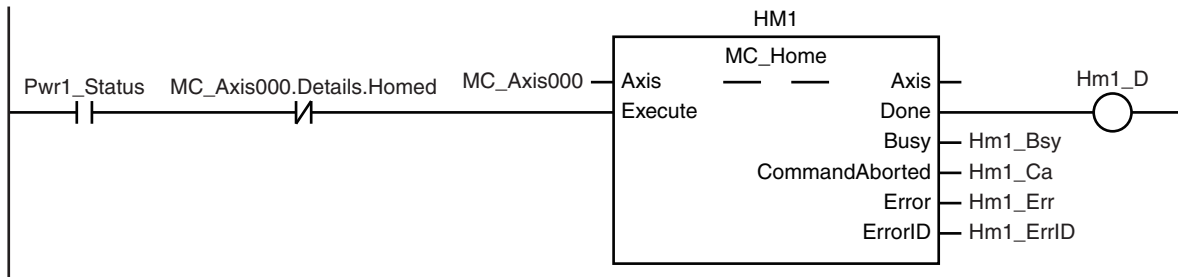 HM1
MC_Home
Pwr1_Status MC_Axis000.Details.Homed MC_Axis000 Axis Axis Hm1_D
Execute Done
Busy Hm1_Bsy
CommandAborted Hm1_Ca
Error Hm1_Err
ErrorID Hm1_ErrID